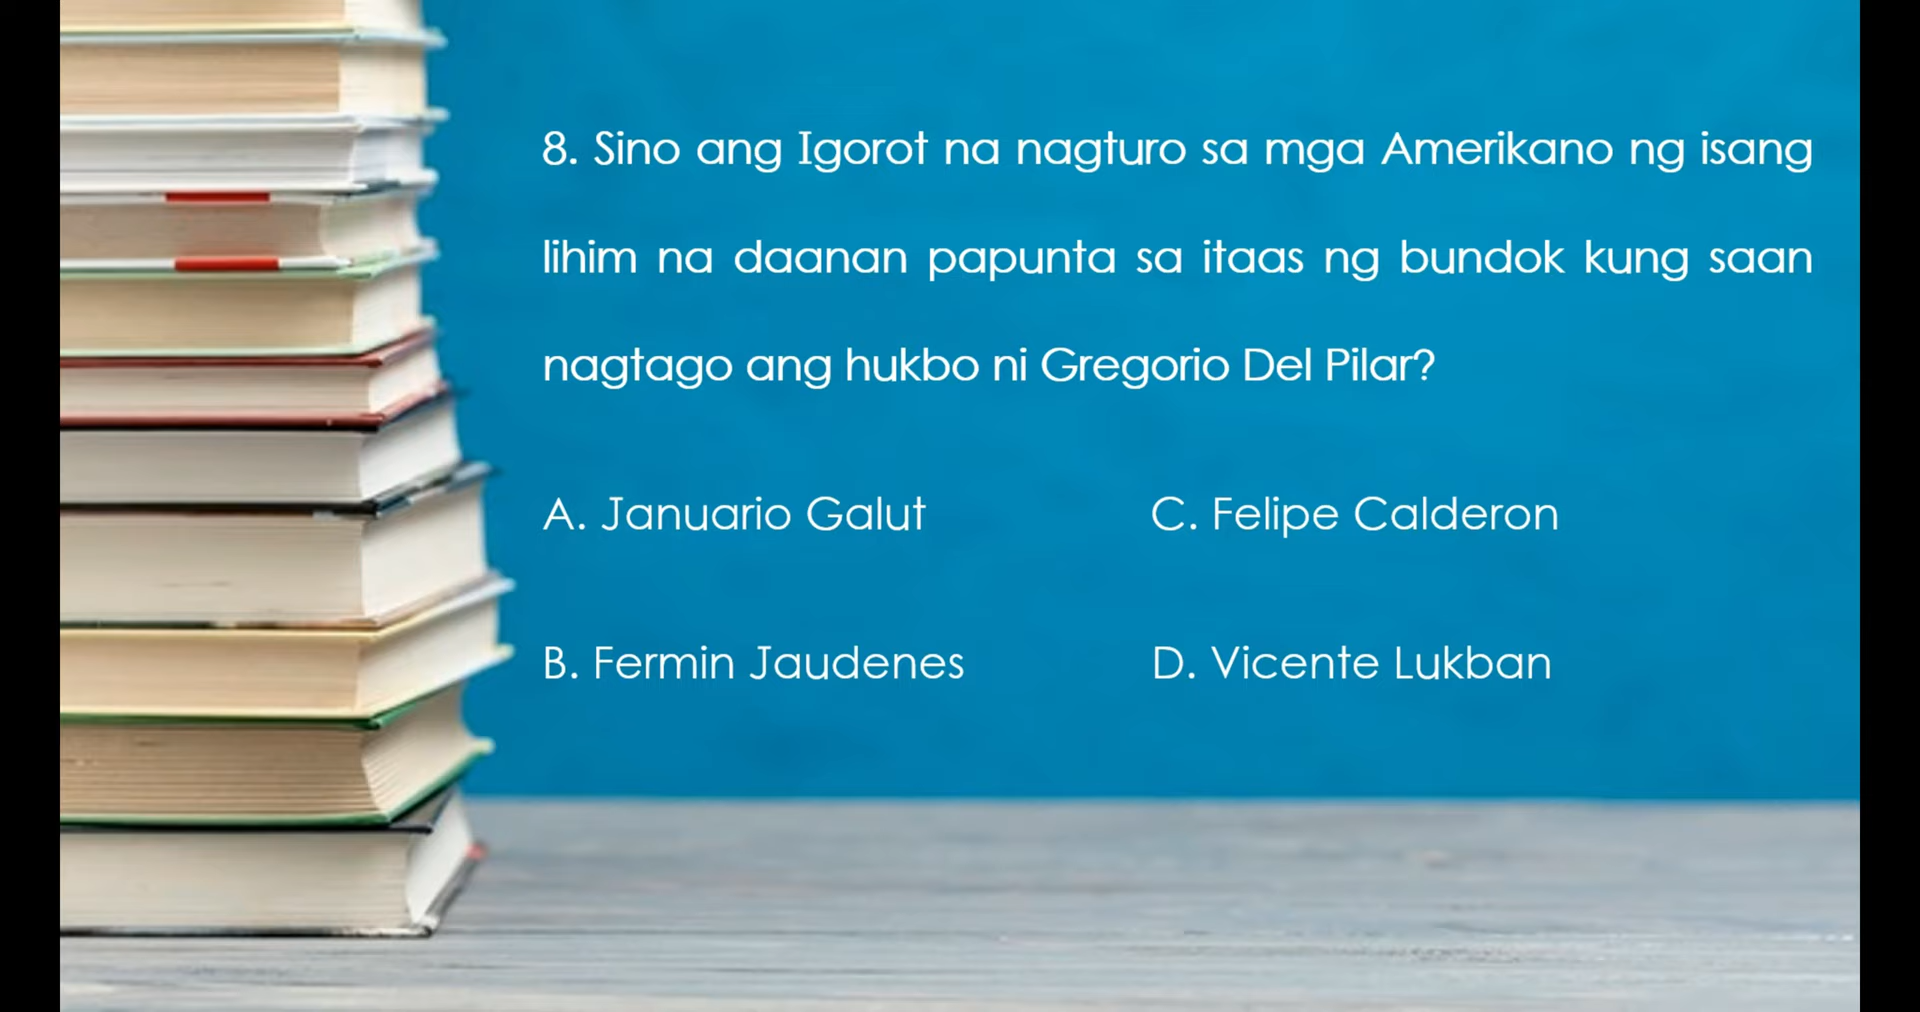 8. Sino ang Igorot na nagturo sa mga Amerikano ng isang
lihim na daanan papunta sa itaas ng bundok kung saan
nagtago ang hukbo ni Gregorio Del Pilar?
A. Januario Galut
C. Felipe Calderon
B. Fermin Jaudenes
D. Vicente Lukban